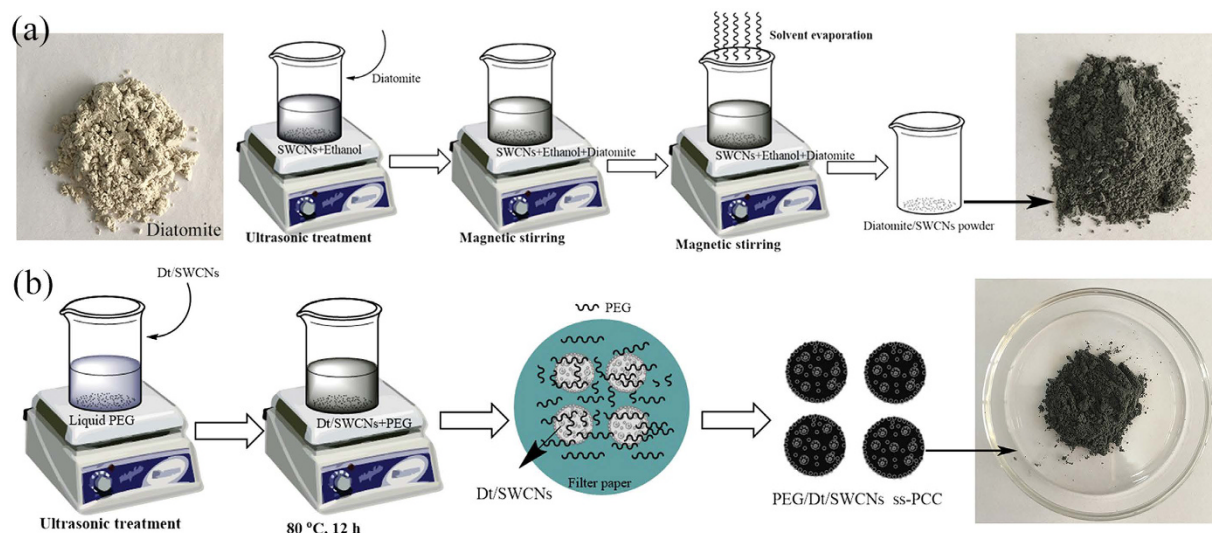 (a)
Solvent evaporation
Diatomite
SWCNs+Ethanol
SWCNs+Ethanol+Diatomite
SWCNs+Ethanol+Diatomite
Diatomite
Ultrasonic treatment
Magnetic stirring
Magnetic stirring
Diatomite/SWCNs powder
(b)
Dt/SWCNs
PEG
Liquid PEG
Dt/SWCNs+PEG
Filter paper
Dt/SWCNs
PEG/Dt/SWCNs ss-PCC
Ultrasonic treatment
80 °C, 12 h